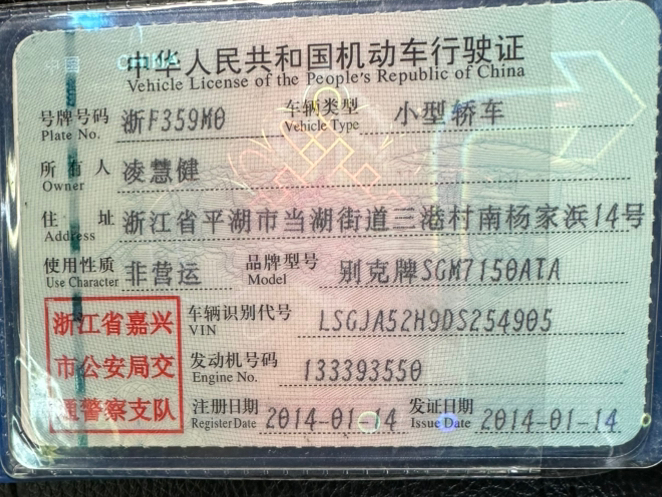 中华人民共和国机动车行驶证
Vehicle License of the People's Republic of China
号牌号码 浙F359M0 车辆类型 小型轿车
Plate No. Vehicle Type
所有人 凌慧健
Owner
住址 浙江省平湖市当湖街道三港村南杨家浜14号
Address
使用性质 非营运 品牌型号 别克牌SGM7150ATA
Use Character Model
浙江省嘉兴 车辆识别代号 LSGJA52H9DS254905
VIN
市公安局交 发动机号码 133393550
Engine No.
通警察支队 注册日期 2014-01-14 发证日期 2014-01-14
Register Date Issue Date